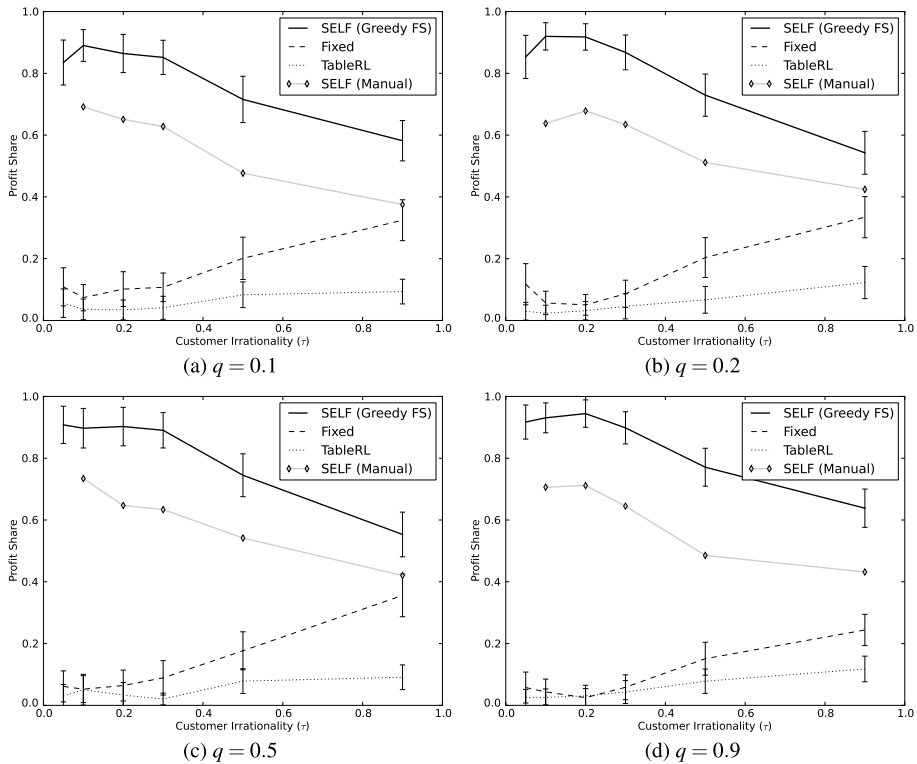 1.0
0.8
0.6
0.4
0.2
0.0
0.0 0.2 0.4 0.6 0.8 1.0
Profit Share
Customer Irrationality (τ)
SELF (Greedy FS)
Fixed
TableRL
SELF (Manual)
(a) q = 0.1
1.0
0.8
0.6
0.4
0.2
0.0
0.0 0.2 0.4 0.6 0.8 1.0
Profit Share
Customer Irrationality (τ)
SELF (Greedy FS)
Fixed
TableRL
SELF (Manual)
(b) q = 0.2
1.0
0.8
0.6
0.4
0.2
0.0
0.0 0.2 0.4 0.6 0.8 1.0
Profit Share
Customer Irrationality (τ)
SELF (Greedy FS)
Fixed
TableRL
SELF (Manual)
(c) q = 0.5
1.0
0.8
0.6
0.4
0.2
0.0
0.0 0.2 0.4 0.6 0.8 1.0
Profit Share
Customer Irrationality (τ)
SELF (Greedy FS)
Fixed
TableRL
SELF (Manual)
(d) q = 0.9